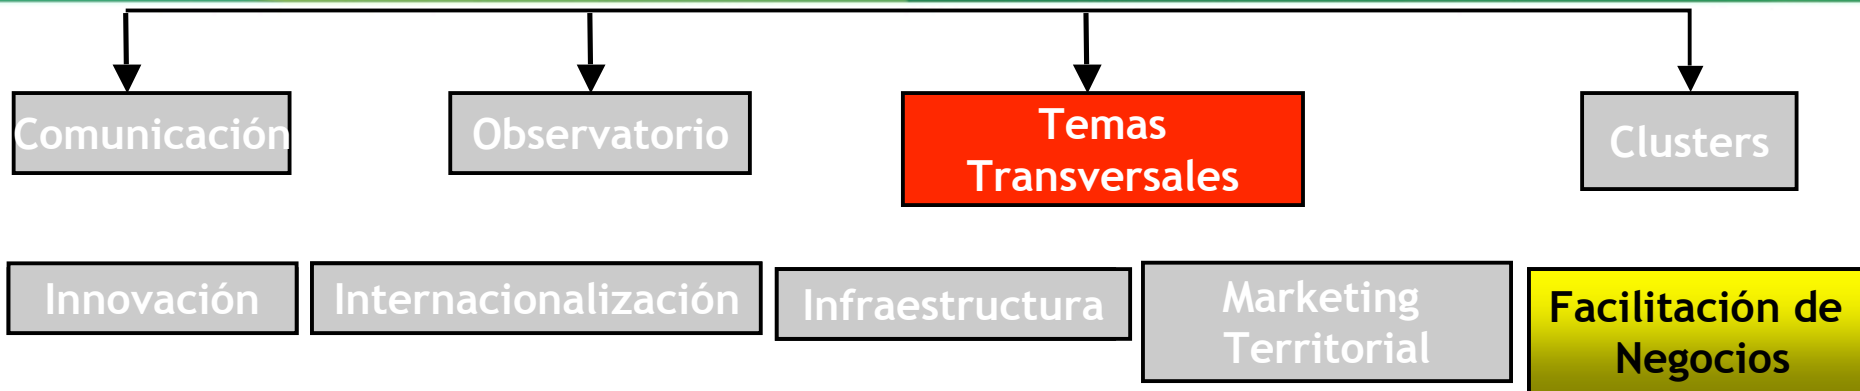 Comunicación
Observatorio
Temas
Transversales
Clusters
Innovación
Internacionalización
Infraestructura
Marketing
Territorial
Facilitación de
Negocios